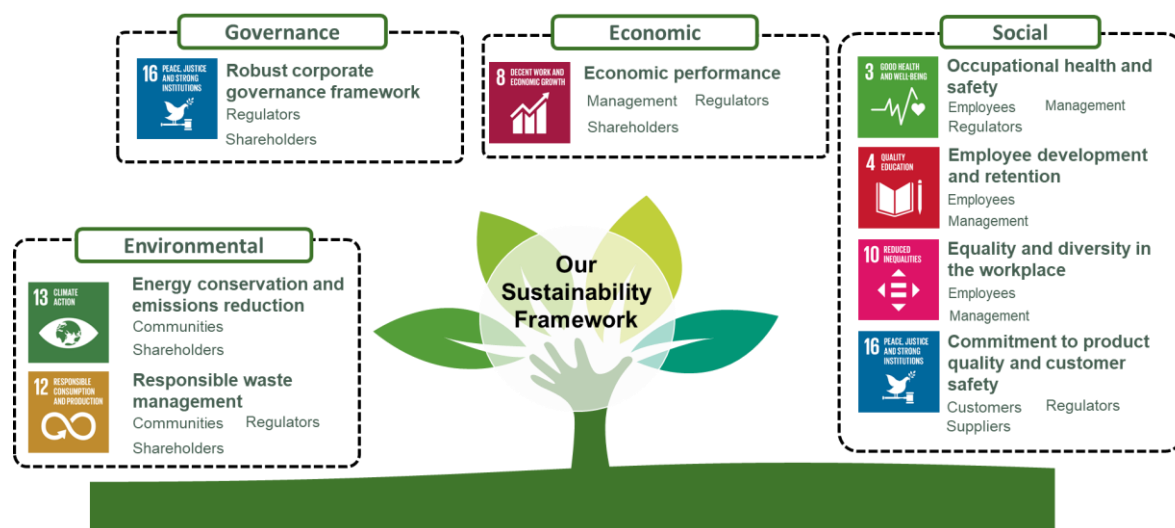 Governance
16 PEACE, JUSTICE
AND STRONG
INSTITUTIONS
Robust corporate
governance framework
Regulators
Shareholders
Economic
8 DECENT WORK AND
ECONOMIC GROWTH
Economic performance
Management Regulators
Shareholders
Social
3 GOOD HEALTH
AND WELL-BEING
Occupational health and
safety
Employees Management
Regulators
4 QUALITY
EDUCATION
Employee development
and retention
Employees
Management
10 REDUCED
INEQUALITIES
Equality and diversity in
the workplace
Employees
Management
16 PEACE, JUSTICE
AND STRONG
INSTITUTIONS
Commitment to product
quality and customer
safety
Customers Regulators
Suppliers
Environmental
13 CLIMATE
ACTION
Energy conservation and
emissions reduction
Communities
Shareholders
12 RESPONSIBLE
CONSUMPTION
AND PRODUCTION
Responsible waste
management
Communities Regulators
Shareholders
Our
Sustainability
Framework